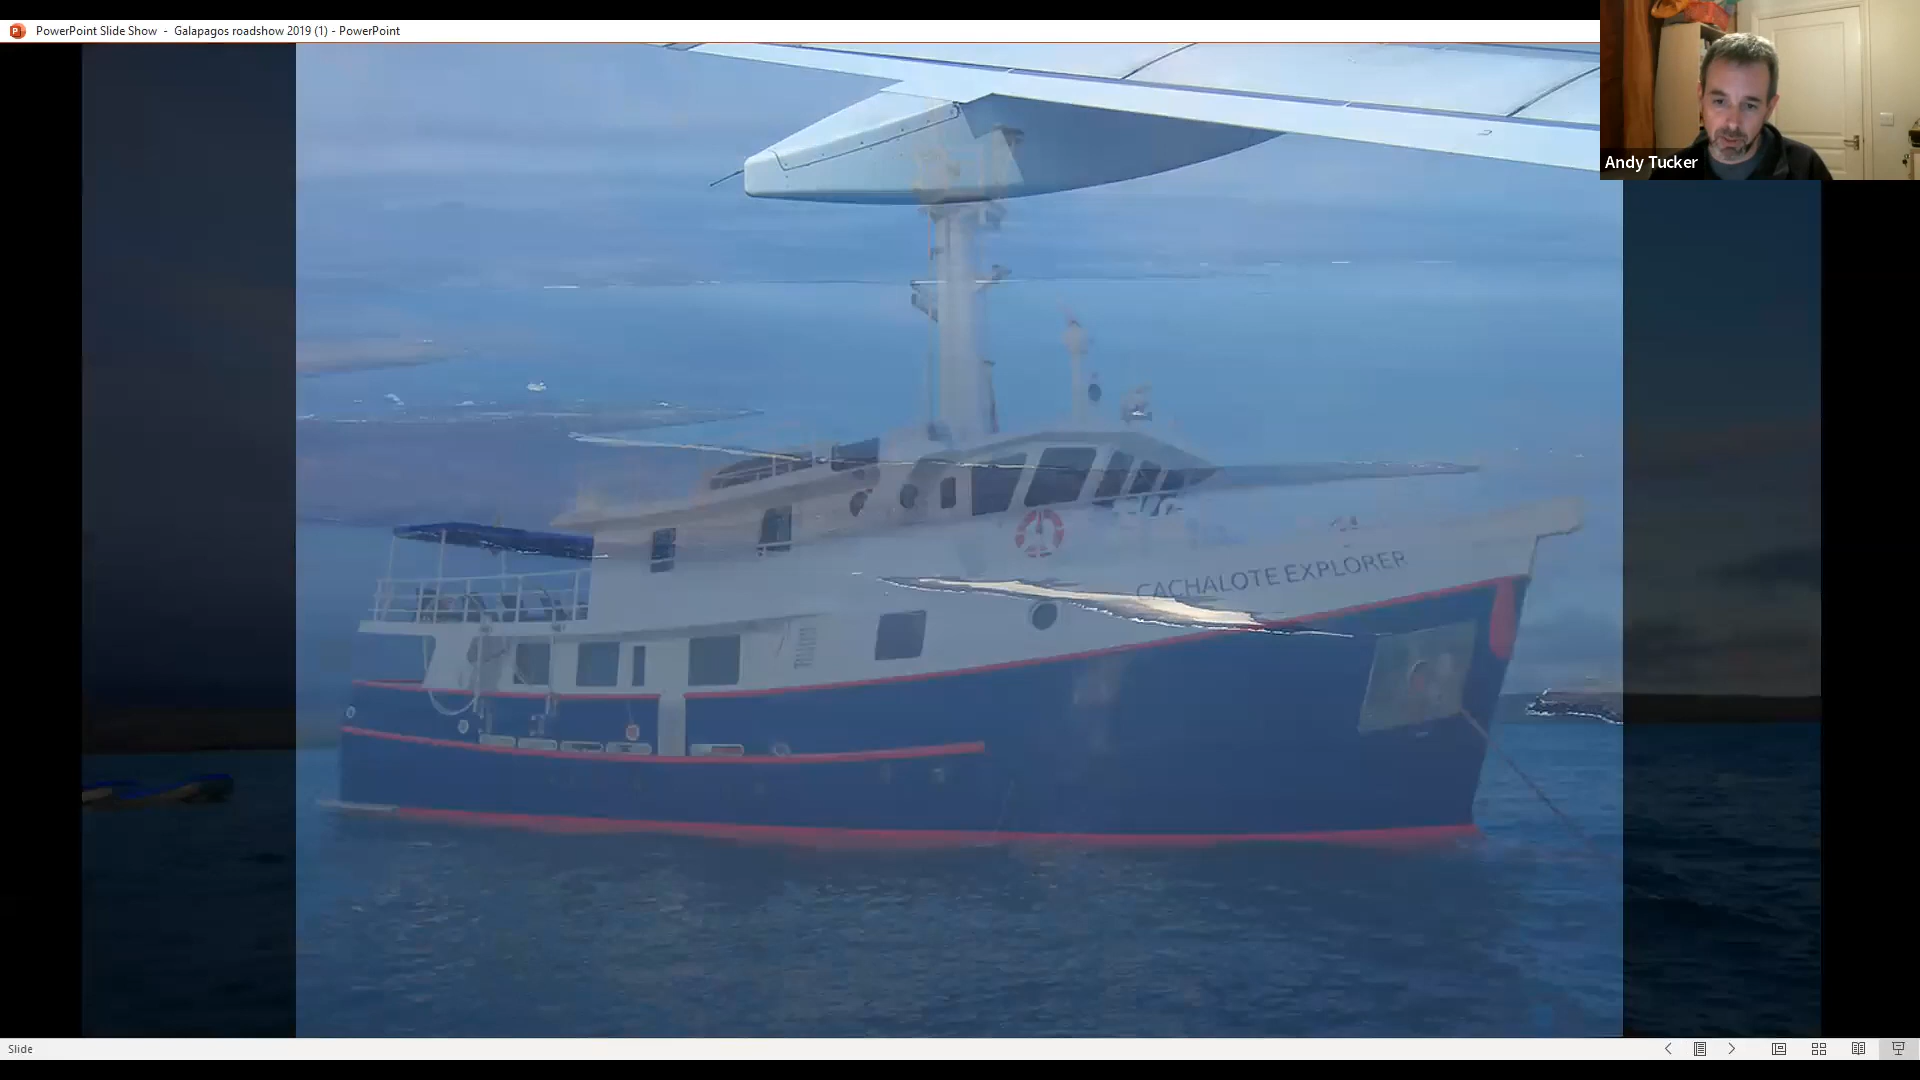 PowerPoint Slide Show - Galapagos roadshow 2019 (1) - PowerPoint
Andy Tucker
CACHALOTE EXPLORER
Slide